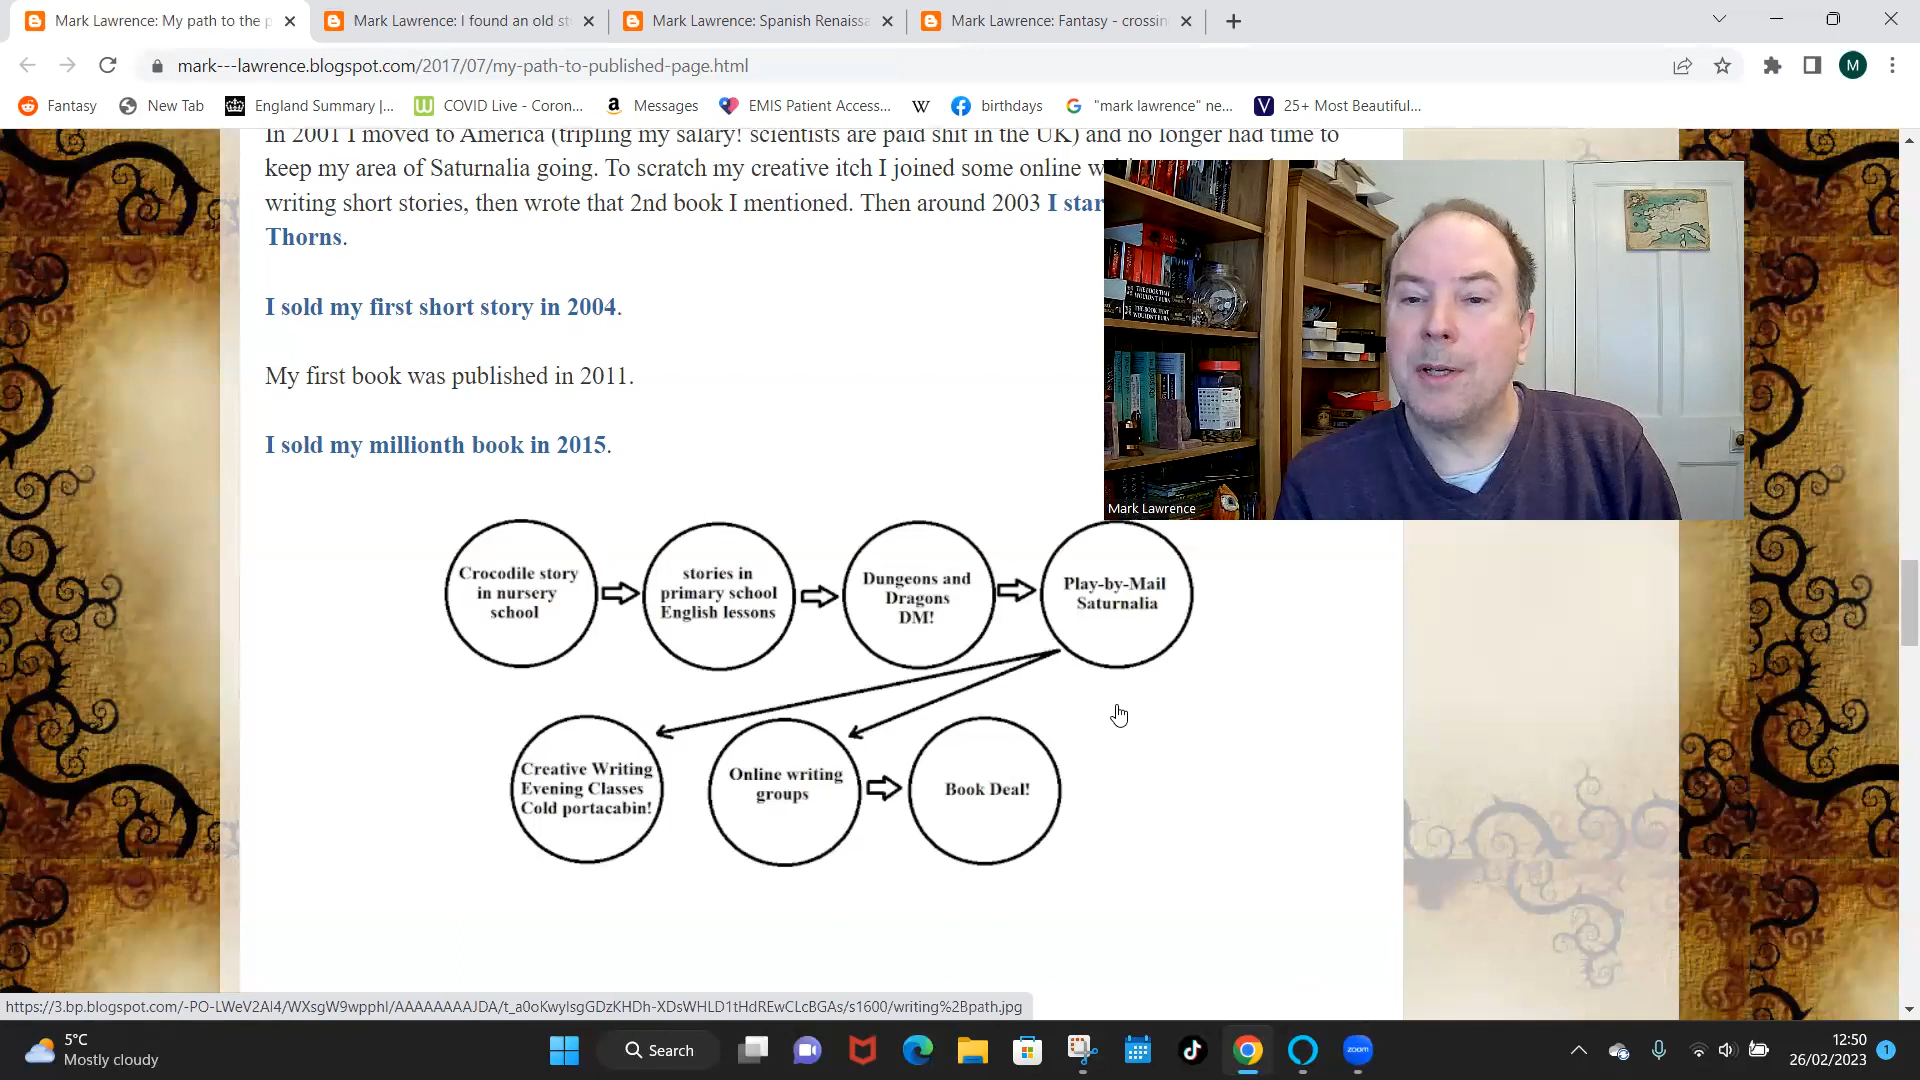 Mark Lawrence: My path to the p
Mark Lawrence: I found an old st
Mark Lawrence: Spanish Renaissa
Mark Lawrence: Fantasy - crossin
mark---lawrence.blogspot.com/2017/07/my-path-to-published-page.html
M
Fantasy
New Tab
England Summary |...
COVID Live - Coron...
Messages
EMIS Patient Access...
W
birthdays
"mark lawrence" ne...
25+ Most Beautiful...
In 2001 I moved to America (tripling my salary! scientists are paid shit in the UK) and no longer had time to
keep my area of Saturnalia going. To scratch my creative itch I joined some online w
writing short stories, then wrote that 2nd book I mentioned. Then around 2003 I star
Thorns.
I sold my first short story in 2004.
My first book was published in 2011.
I sold my millionth book in 2015.
THE BOOK THAT
WOULDN'T BURN
Mark Lawrence
Crocodile story
in nursery
school
stories in
primary school
English lessons
Dungeons and
Dragons
DM!
Play-by-Mail
Saturnalia
Creative Writing
Evening Classes
Cold portacabin!
Online writing
groups
Book Deal!
https://3.bp.blogspot.com/-PO-LWeV2AI4/WXsgW9wpphI/AAAAAAAAJDA/t_a0oKwylsgGDzKHDh-XDsWHLD1tHdREwCLcBGAs/s1600/writing%2Bpath.jpg
5°C
Mostly cloudy
Search
zoom
12:50
26/02/2023
1